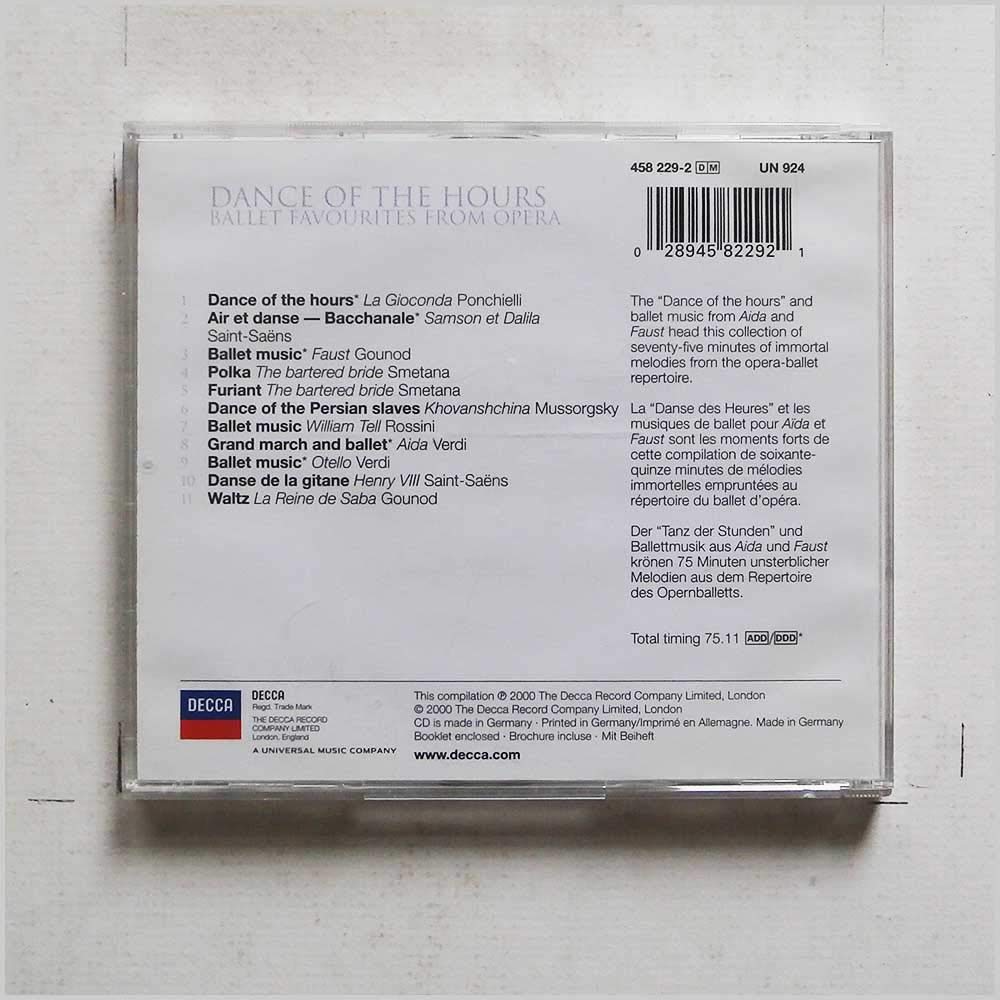 DANCE OF THE HOURS
BALLET FAVOURITES FROM OPERA
458 229-2 DM UN 924
0 28945 82292 1
1 Dance of the hours* La Gioconda Ponchielli
2 Air et danse — Bacchanale* Samson et Dalila
Saint-Saëns
3 Ballet music* Faust Gounod
4 Polka The bartered bride Smetana
5 Furiant The bartered bride Smetana
6 Dance of the Persian slaves Khovanshchina Mussorgsky
7 Ballet music William Tell Rossini
8 Grand march and ballet* Aida Verdi
9 Ballet music* Otello Verdi
10 Danse de la gitane Henry VIII Saint-Saëns
11 Waltz La Reine de Saba Gounod
The “Dance of the hours” and
ballet music from Aida and
Faust head this collection of
seventy-five minutes of immortal
melodies from the opera-ballet
repertoire.
La “Danse des Heures” et les
musiques de ballet pour Aïda et
Faust sont les moments forts de
cette compilation de soixante-
quinze minutes de mélodies
immortelles empruntées au
répertoire du ballet d’opéra.
Der “Tanz der Stunden” und
Ballettmusik aus Aida und Faust
krönen 75 Minuten unsterblicher
Melodien aus dem Repertoire
des Opernballetts.
Total timing 75.11 ADD/DDD*
DECCA
DECCA
Regd. Trade Mark
THE DECCA RECORD
COMPANY LIMITED
London, England
A UNIVERSAL MUSIC COMPANY
This compilation ℗ 2000 The Decca Record Company Limited, London
© 2000 The Decca Record Company Limited, London
CD is made in Germany · Printed in Germany/Imprimé en Allemagne. Made in Germany
Booklet enclosed · Brochure incluse · Mit Beiheft
www.decca.com